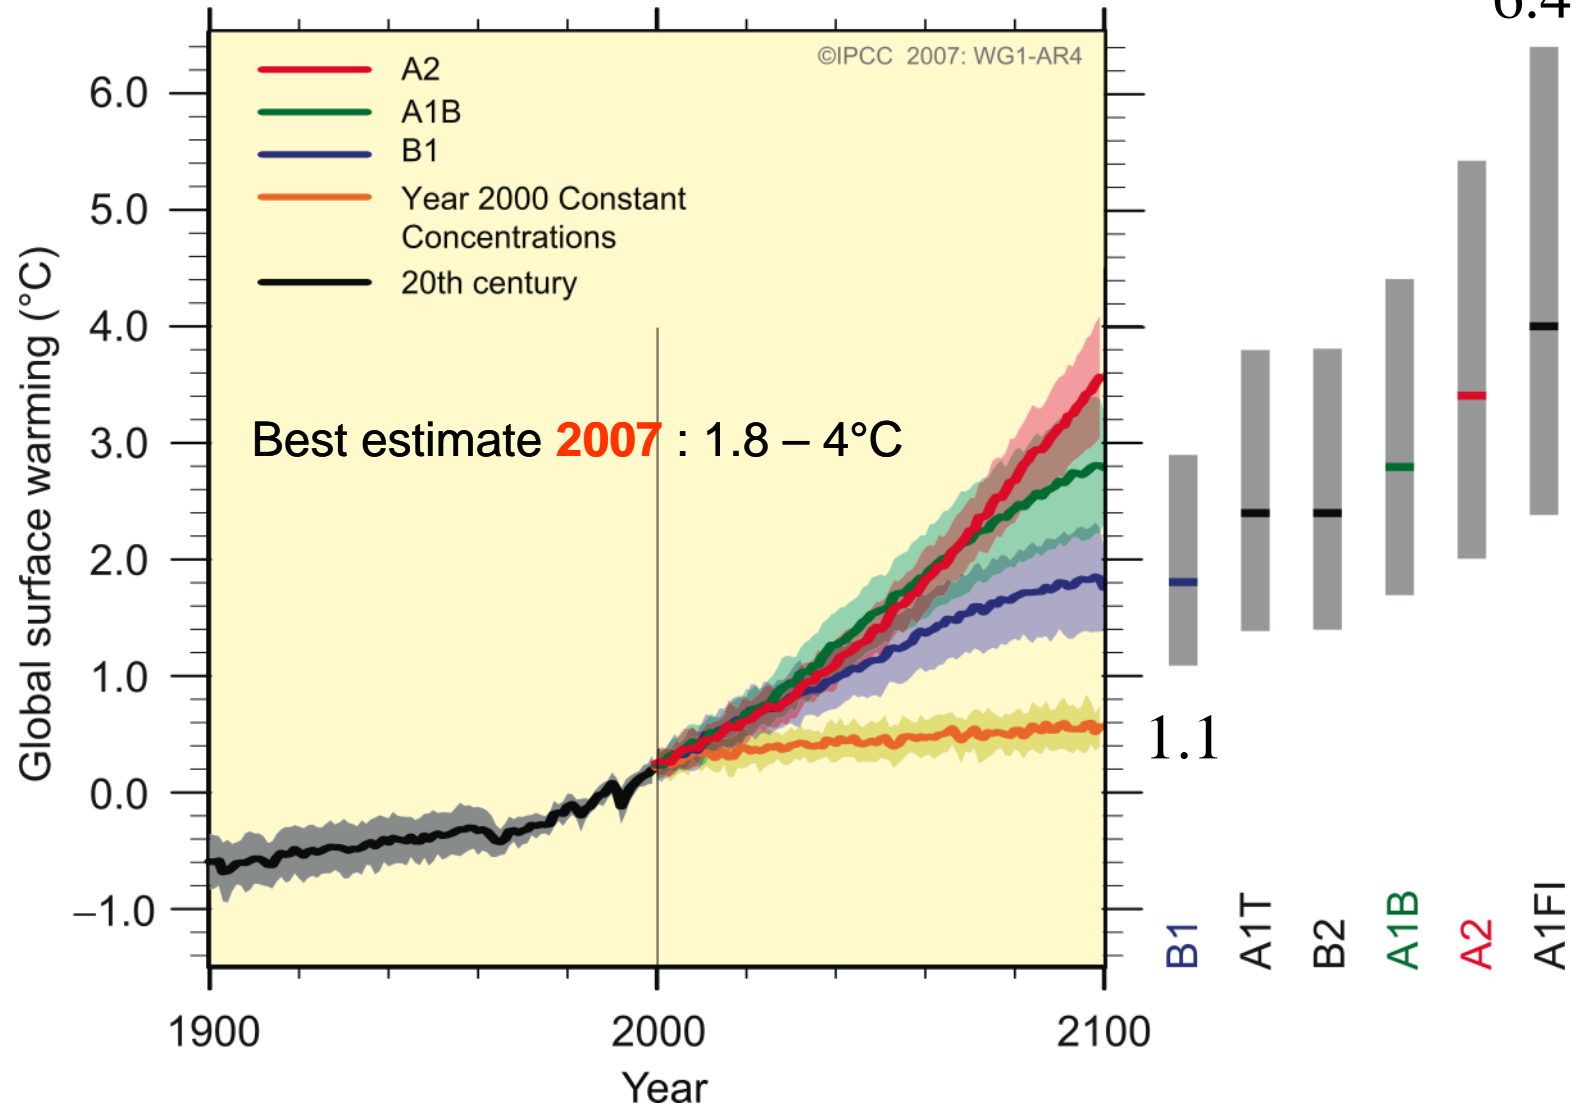 6.4
©IPCC 2007: WG1-AR4
A2
A1B
B1
Year 2000 Constant
Concentrations
20th century
Best estimate 2007 : 1.8 – 4°C
Global surface warming (°C)
6.0
5.0
4.0
3.0
2.0
1.0
0.0
–1.0
1.1
B1
A1T
B2
A1B
A2
A1FI
1900
2000
2100
Year